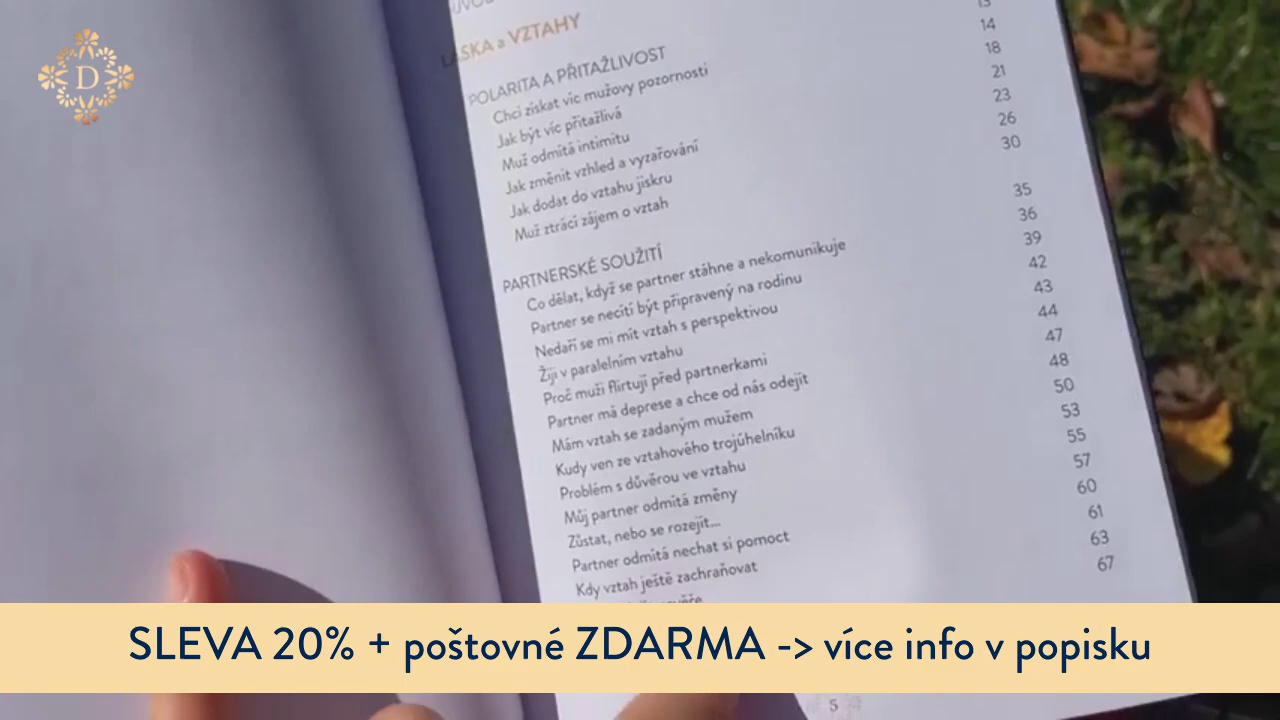 D
ÚVOD
13
LÁSKA a VZTAHY
14
POLARITA A PŘITAŽLIVOST
18
Chci získat víc mužovy pozornosti
21
Jak být víc přitažlivá
23
Muž odmítá intimitu
26
Jak změnit vzhled a vyzařování
30
Jak dodat do vztahu jiskru
Muž ztrácí zájem o vztah
35
PARTNERSKÉ SOUŽITÍ
36
Co dělat, když se partner stáhne a nekomunikuje
39
Partner se necítí být připravený na rodinu
42
Nedaří se mi mít vztah s perspektivou
43
Žiji v paralelním vztahu
44
Proč muži flirtují před partnerkami
47
Partner má deprese a chce od nás odejít
48
Mám vztah se zadaným mužem
50
Kudy ven ze vztahového trojúhelníku
53
Problém s důvěrou ve vztahu
55
Můj partner odmítá změny
57
Zůstat, nebo se rozejít...
60
Partner odmítá nechat si pomoct
61
Kdy vztah ještě zachraňovat
63
67
SLEVA 20% + poštovné ZDARMA -> více info v popisku
5